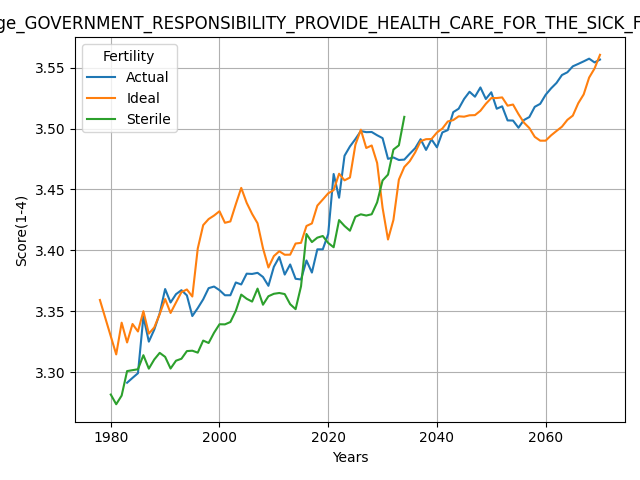 ge_GOVERNMENT_RESPONSIBILITY_PROVIDE_HEALTH_CARE_FOR_THE_SICK_F
Fertility
Actual
Ideal
Sterile
Score(1-4)
3.55
3.50
3.45
3.40
3.35
3.30
1980 2000 2020 2040 2060
Years